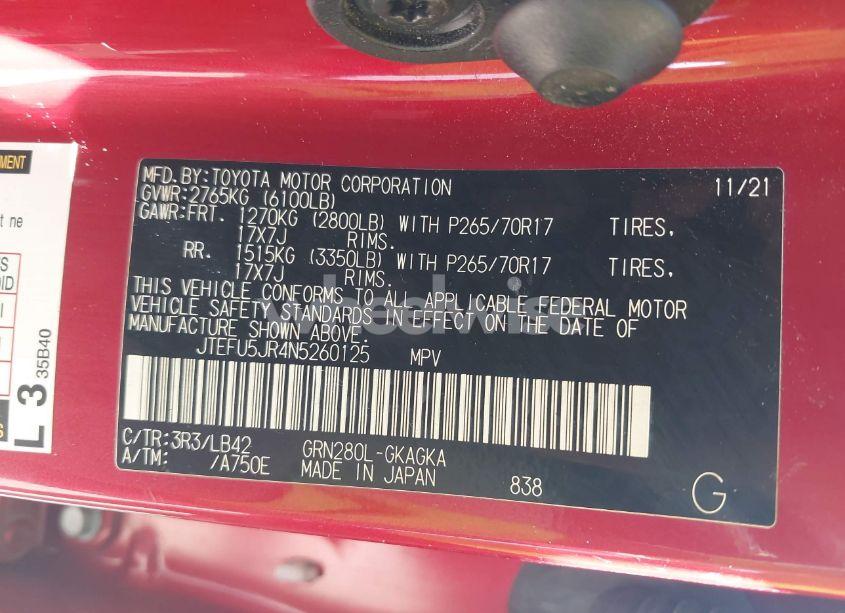 MFD.BY:TOYOTA MOTOR CORPORATION 11/21
GVWR:2765KG (6100LB)
GAWR:FRT. 1270KG (2800LB) WITH P265/70R17 TIRES,
17X7J RIMS.
RR. 1515KG (3350LB) WITH P265/70R17 TIRES,
17X7J RIMS.
THIS VEHICLE CONFORMS TO ALL APPLICABLE FEDERAL MOTOR
VEHICLE SAFETY STANDARDS IN EFFECT ON THE DATE OF
MANUFACTURE SHOWN ABOVE.
JTEFU5JR4N5260125 MPV
C/TR:3R3/LB42 GRN280L-GKAGKA
A/TM: /A750E MADE IN JAPAN 838
G
L 3 35B40